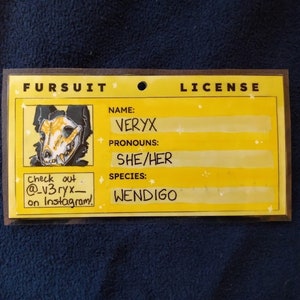 FURSUIT LICENSE
NAME:
VERYX
PRONOUNS:
SHE/HER
SPECIES:
WENDIGO
check out
@_v3ryx_
on Instagram!